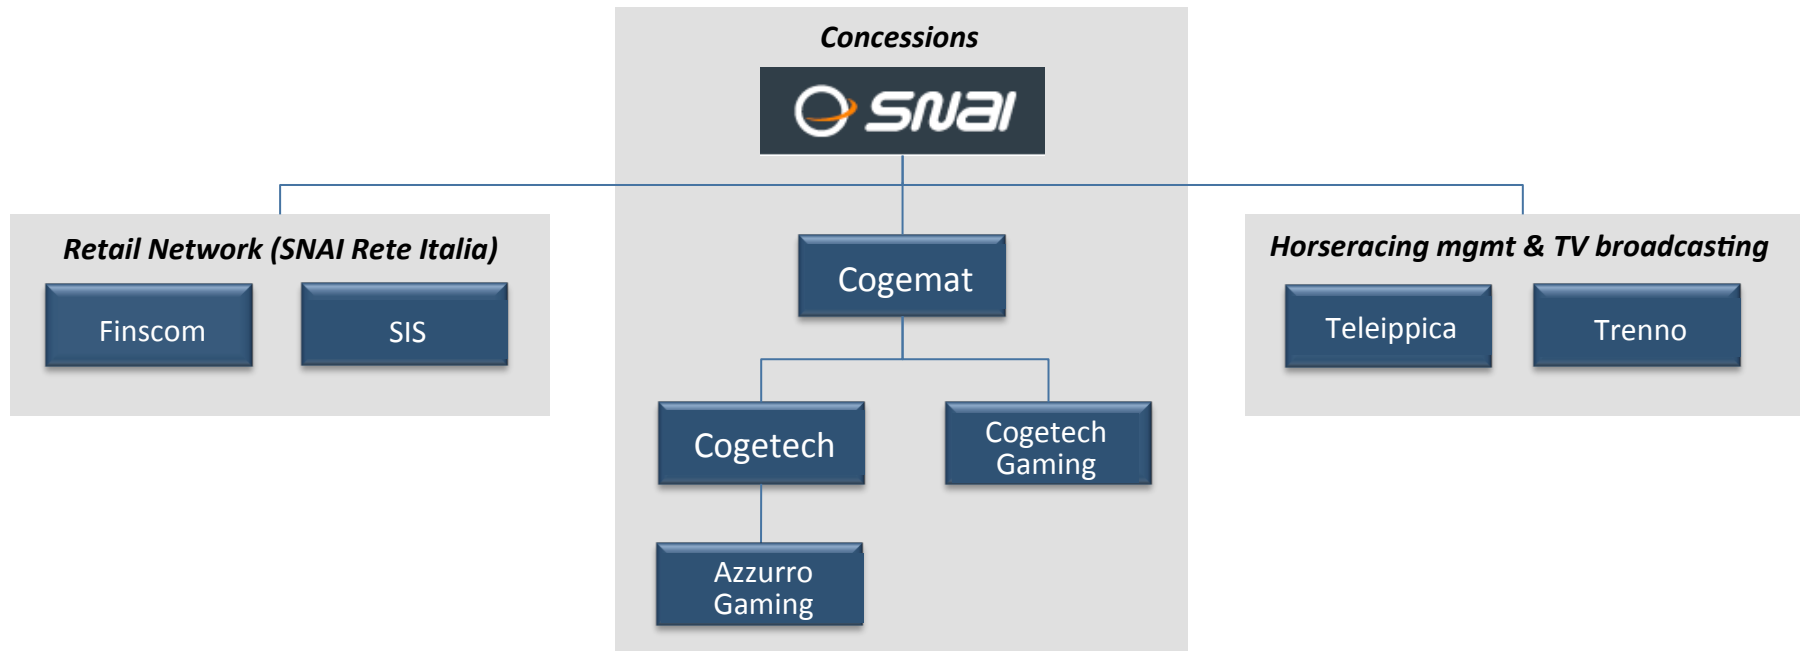 Concessions
SNAI
Retail Network (SNAI Rete Italia)
Finscom
SIS
Cogemat
Cogetech
Cogetech
Gaming
Azzurro
Gaming
Horseracing mgmt & TV broadcasting
Teleippica
Trenno